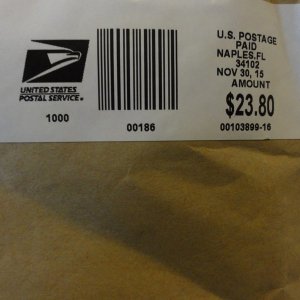 UNITED STATES
POSTAL SERVICE®
1000
00186
U.S. POSTAGE
PAID
NAPLES,FL
34102
NOV 30, 15
AMOUNT
$23.80
00103899-16